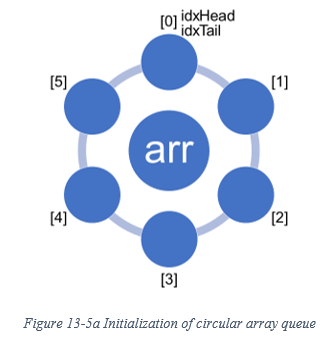 [0] idxHead
idxTail
[5]
[1]
arr
[4]
[2]
[3]
Figure 13-5a Initialization of circular array queue